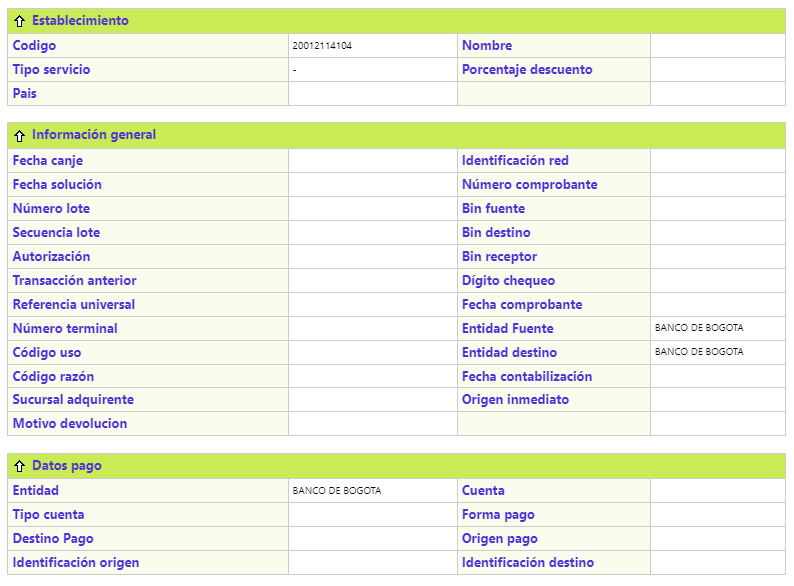 Establecimiento
Codigo 20012114104 Nombre
Tipo servicio - Porcentaje descuento
Pais
Información general
Fecha canje Identificación red
Fecha solución Número comprobante
Número lote Bin fuente
Secuencia lote Bin destino
Autorización Bin receptor
Transacción anterior Dígito chequeo
Referencia universal Fecha comprobante
Número terminal Entidad Fuente BANCO DE BOGOTA
Código uso Entidad destino BANCO DE BOGOTA
Código razón Fecha contabilización
Sucursal adquirente Origen inmediato
Motivo devolucion
Datos pago
Entidad BANCO DE BOGOTA Cuenta
Tipo cuenta Forma pago
Destino Pago Origen pago
Identificación origen Identificación destino